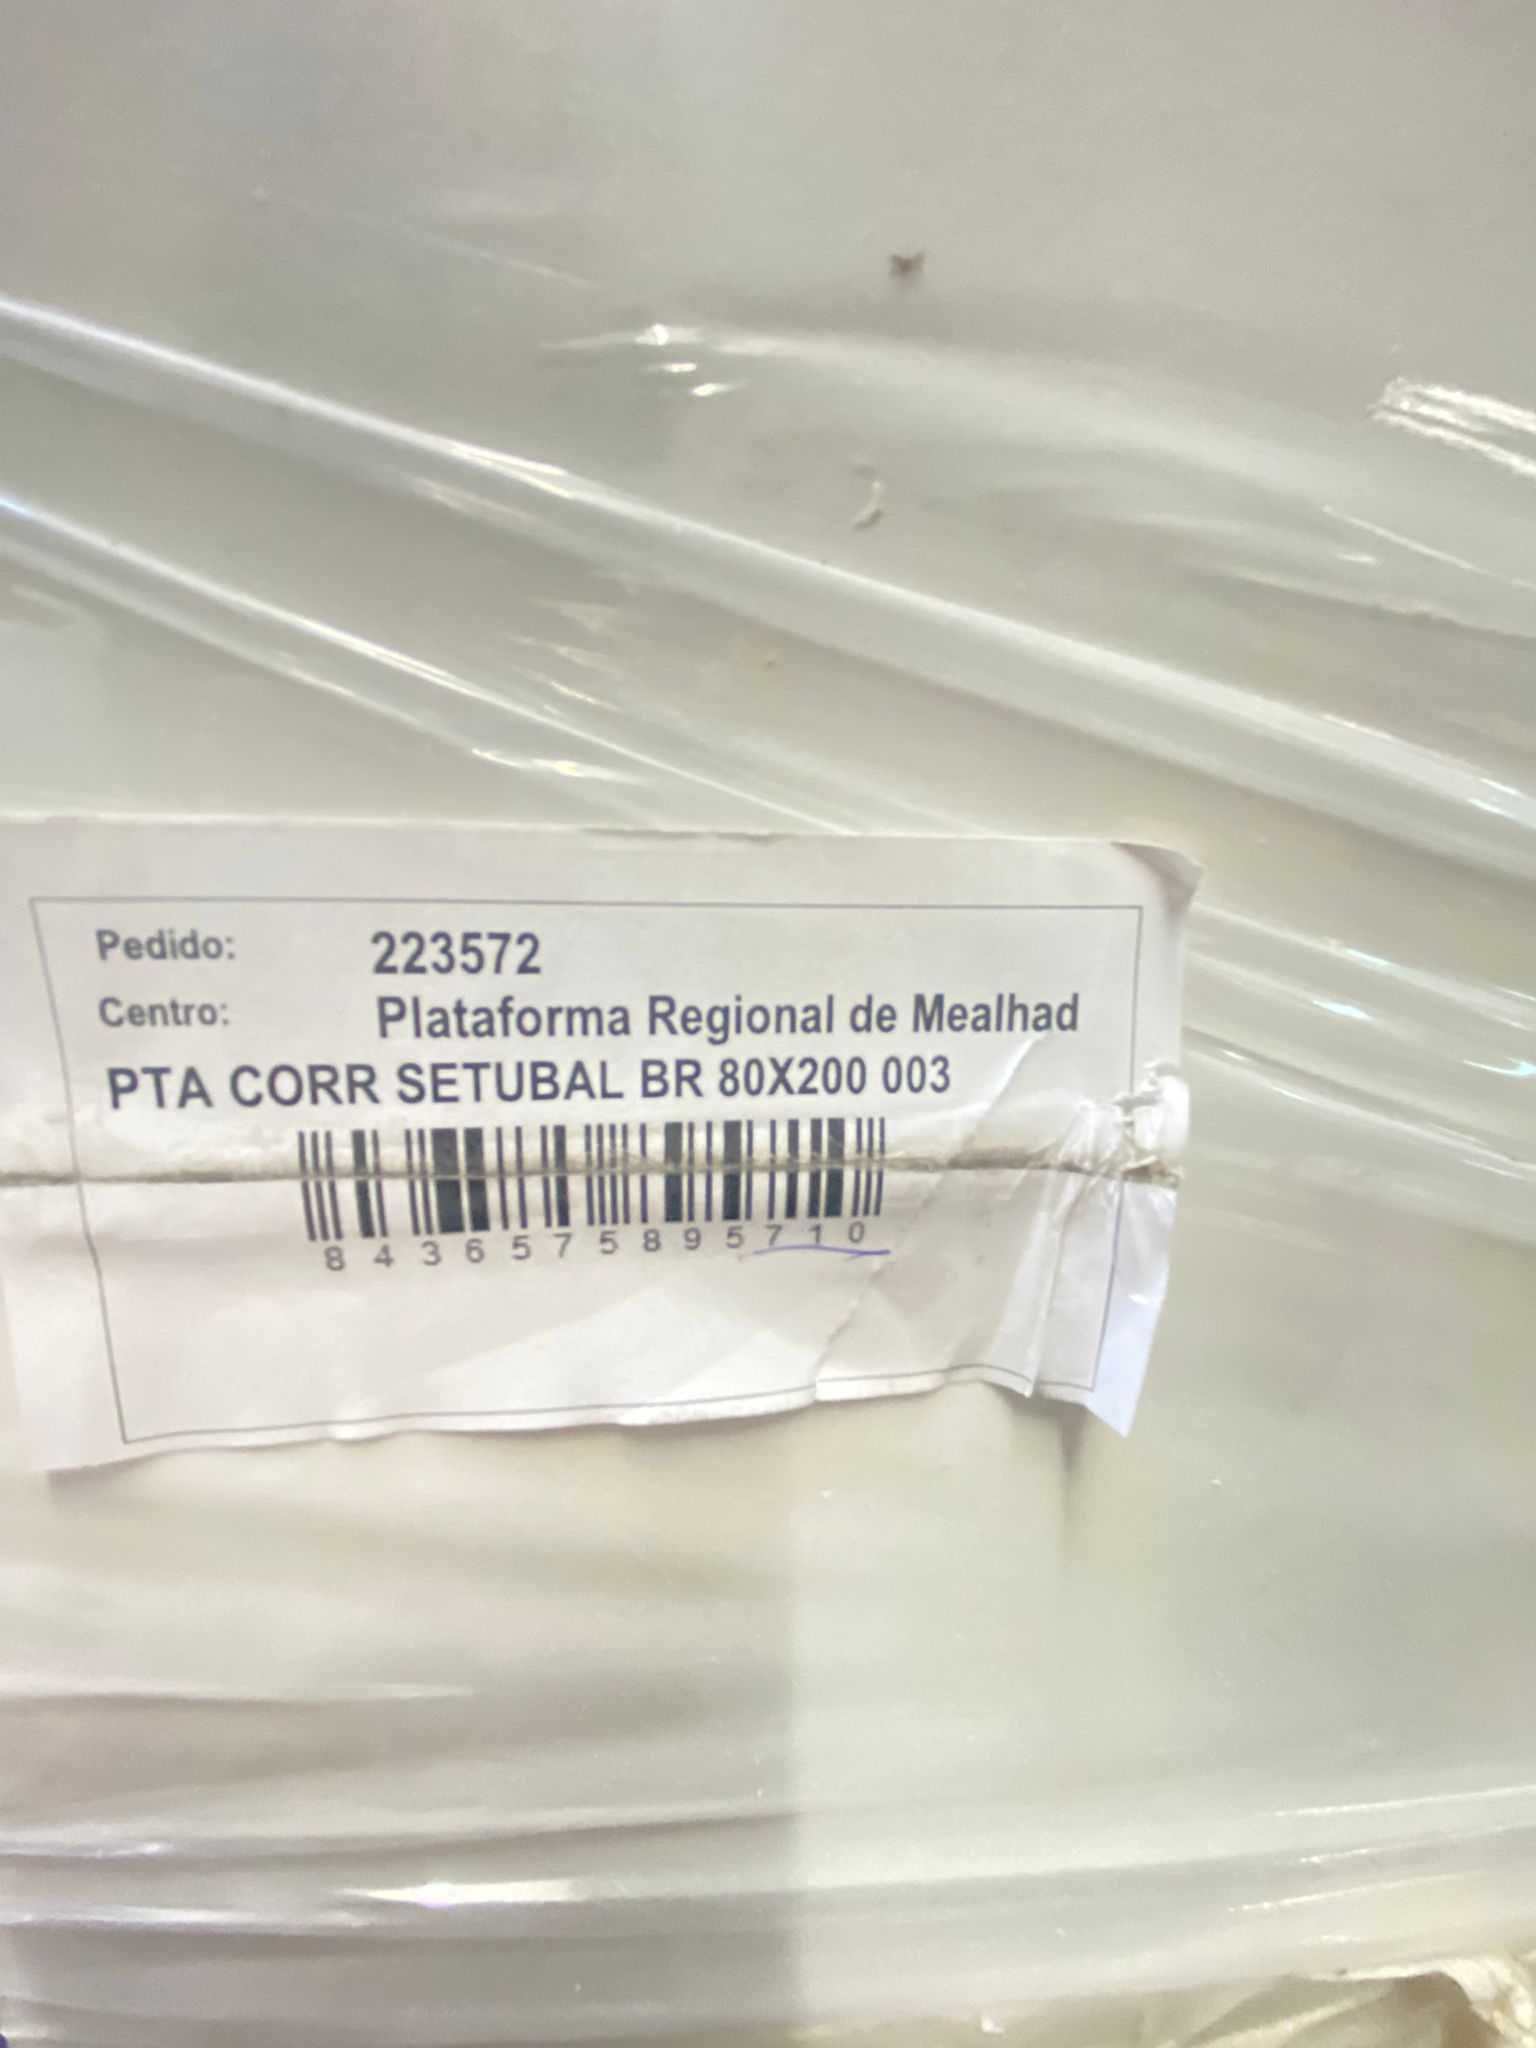 Pedido: 223572
Centro: Plataforma Regional de Mealhad
PTA CORR SETUBAL BR 80X200 003
8436575895710